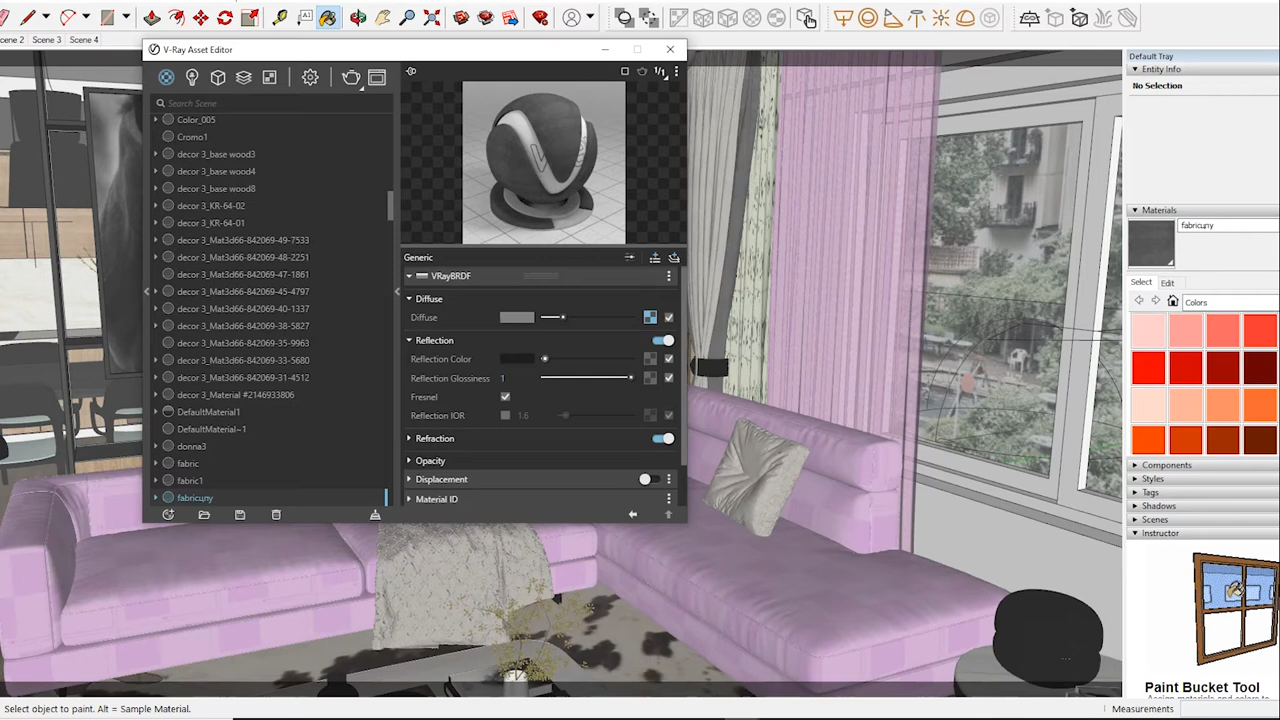 A1
cene 2
Scene 3
Scene 4
V-Ray Asset Editor
Search Scene
Color_005
Cromo1
decor 3_base wood3
decor 3_base wood4
decor 3_base wood8
decor 3_KR-64-02
decor 3_KR-64-01
decor 3_Mat3d66-842069-49-7533
decor 3_Mat3d66-842069-48-2251
decor 3_Mat3d66-842069-47-1861
decor 3_Mat3d66-842069-45-4797
decor 3_Mat3d66-842069-40-1337
decor 3_Mat3d66-842069-38-5827
decor 3_Mat3d66-842069-35-9963
decor 3_Mat3d66-842069-33-5680
decor 3_Mat3d66-842069-31-4512
decor 3_Material #2146933806
DefaultMaterial1
DefaultMaterial~1
donna3
fabric
fabric1
fabricцпу
1/1
Generic
VRayBRDF
Diffuse
Diffuse
Reflection
Reflection Color
Reflection Glossiness 1
Fresnel
Reflection IOR 1.6
Refraction
Opacity
Displacement
Material ID
Default Tray
Entity Info
No Selection
Materials
fabricцпу
Select Edit
Colors
Components
Styles
Tags
Shadows
Scenes
Instructor
Paint Bucket Tool
Select object to paint. Alt = Sample Material.
Measurements